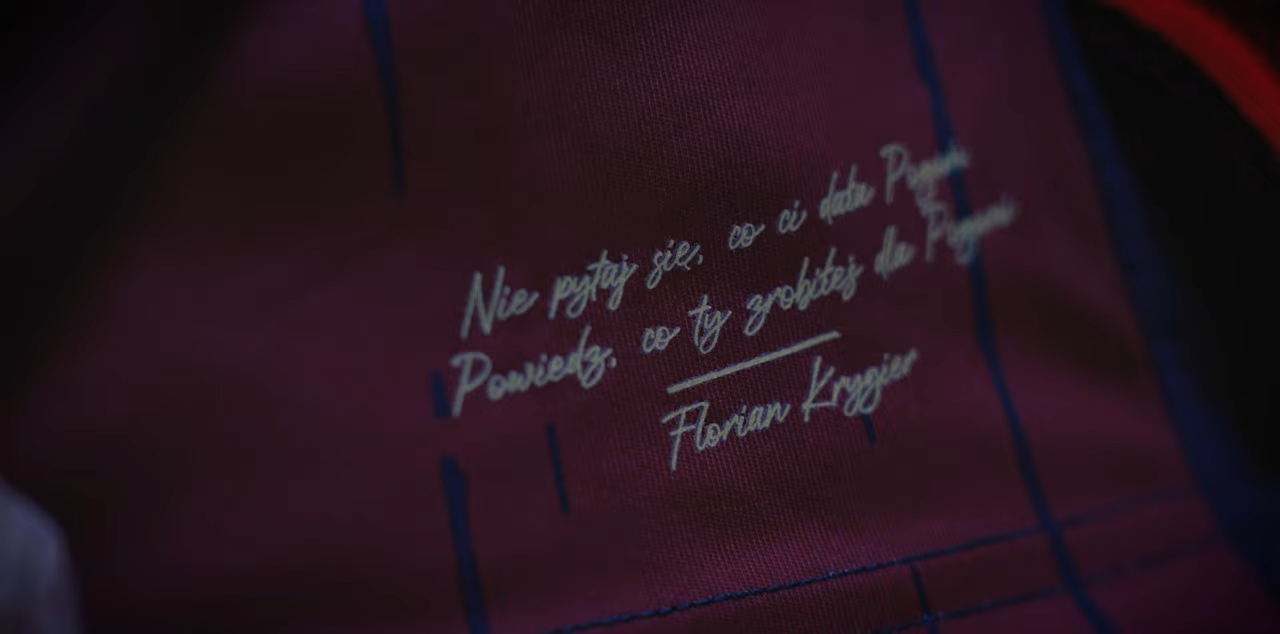 Nie pytaj się, co ci dała Pogoń
Powiedz, co ty zrobiłeś dla Pogoni
Florian Krygier